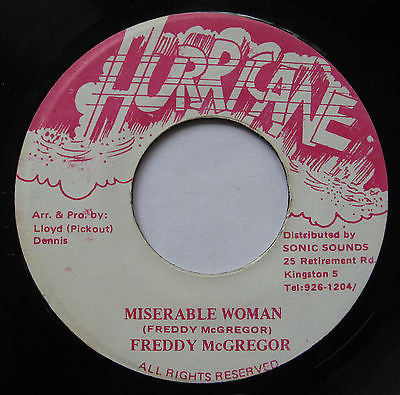 HURRICANE
Arr. & Pro. by:
Lloyd (Pickout)
Dennis
Distributed by
SONIC SOUNDS
25 Retirement Rd.
Kingston 5
Tel:926-1204/
MISERABLE WOMAN
(FREDDY McGREGOR)
FREDDY McGREGOR
ALL RIGHTS RESERVED